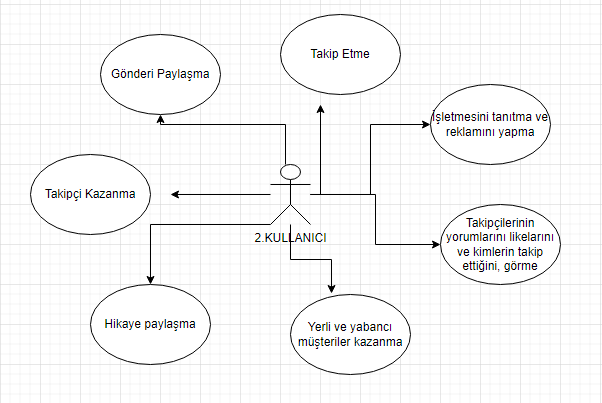 Takip Etme
Gönderi Paylaşma
İşletmesini tanıtma ve
reklamını yapma
Takipçi Kazanma
2.KULLANICI
Takipçilerinin
yorumlarını likelarını
ve kimlerin takip
ettiğini, görme
Hikaye paylaşma
Yerli ve yabancı
müşteriler kazanma